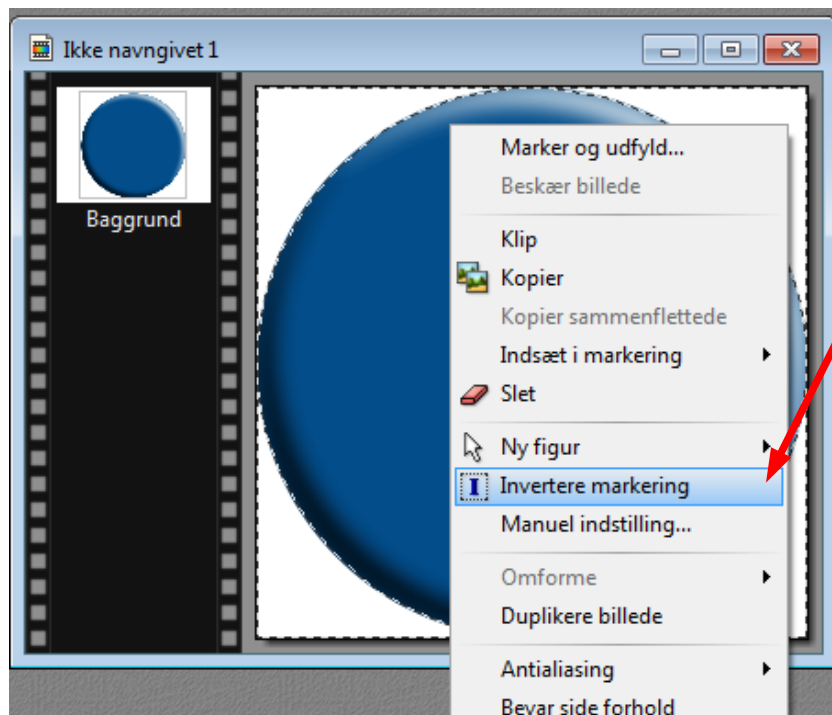 Ikke navngivet 1
Baggrund
Marker og udfyld...
Beskær billede
Klip
Kopier
Kopier sammenflettede
Indsæt i markering
Slet
Ny figur
Invertere markering
Manuel indstilling...
Omforme
Duplikere billede
Antialiasing
Bevar side forhold